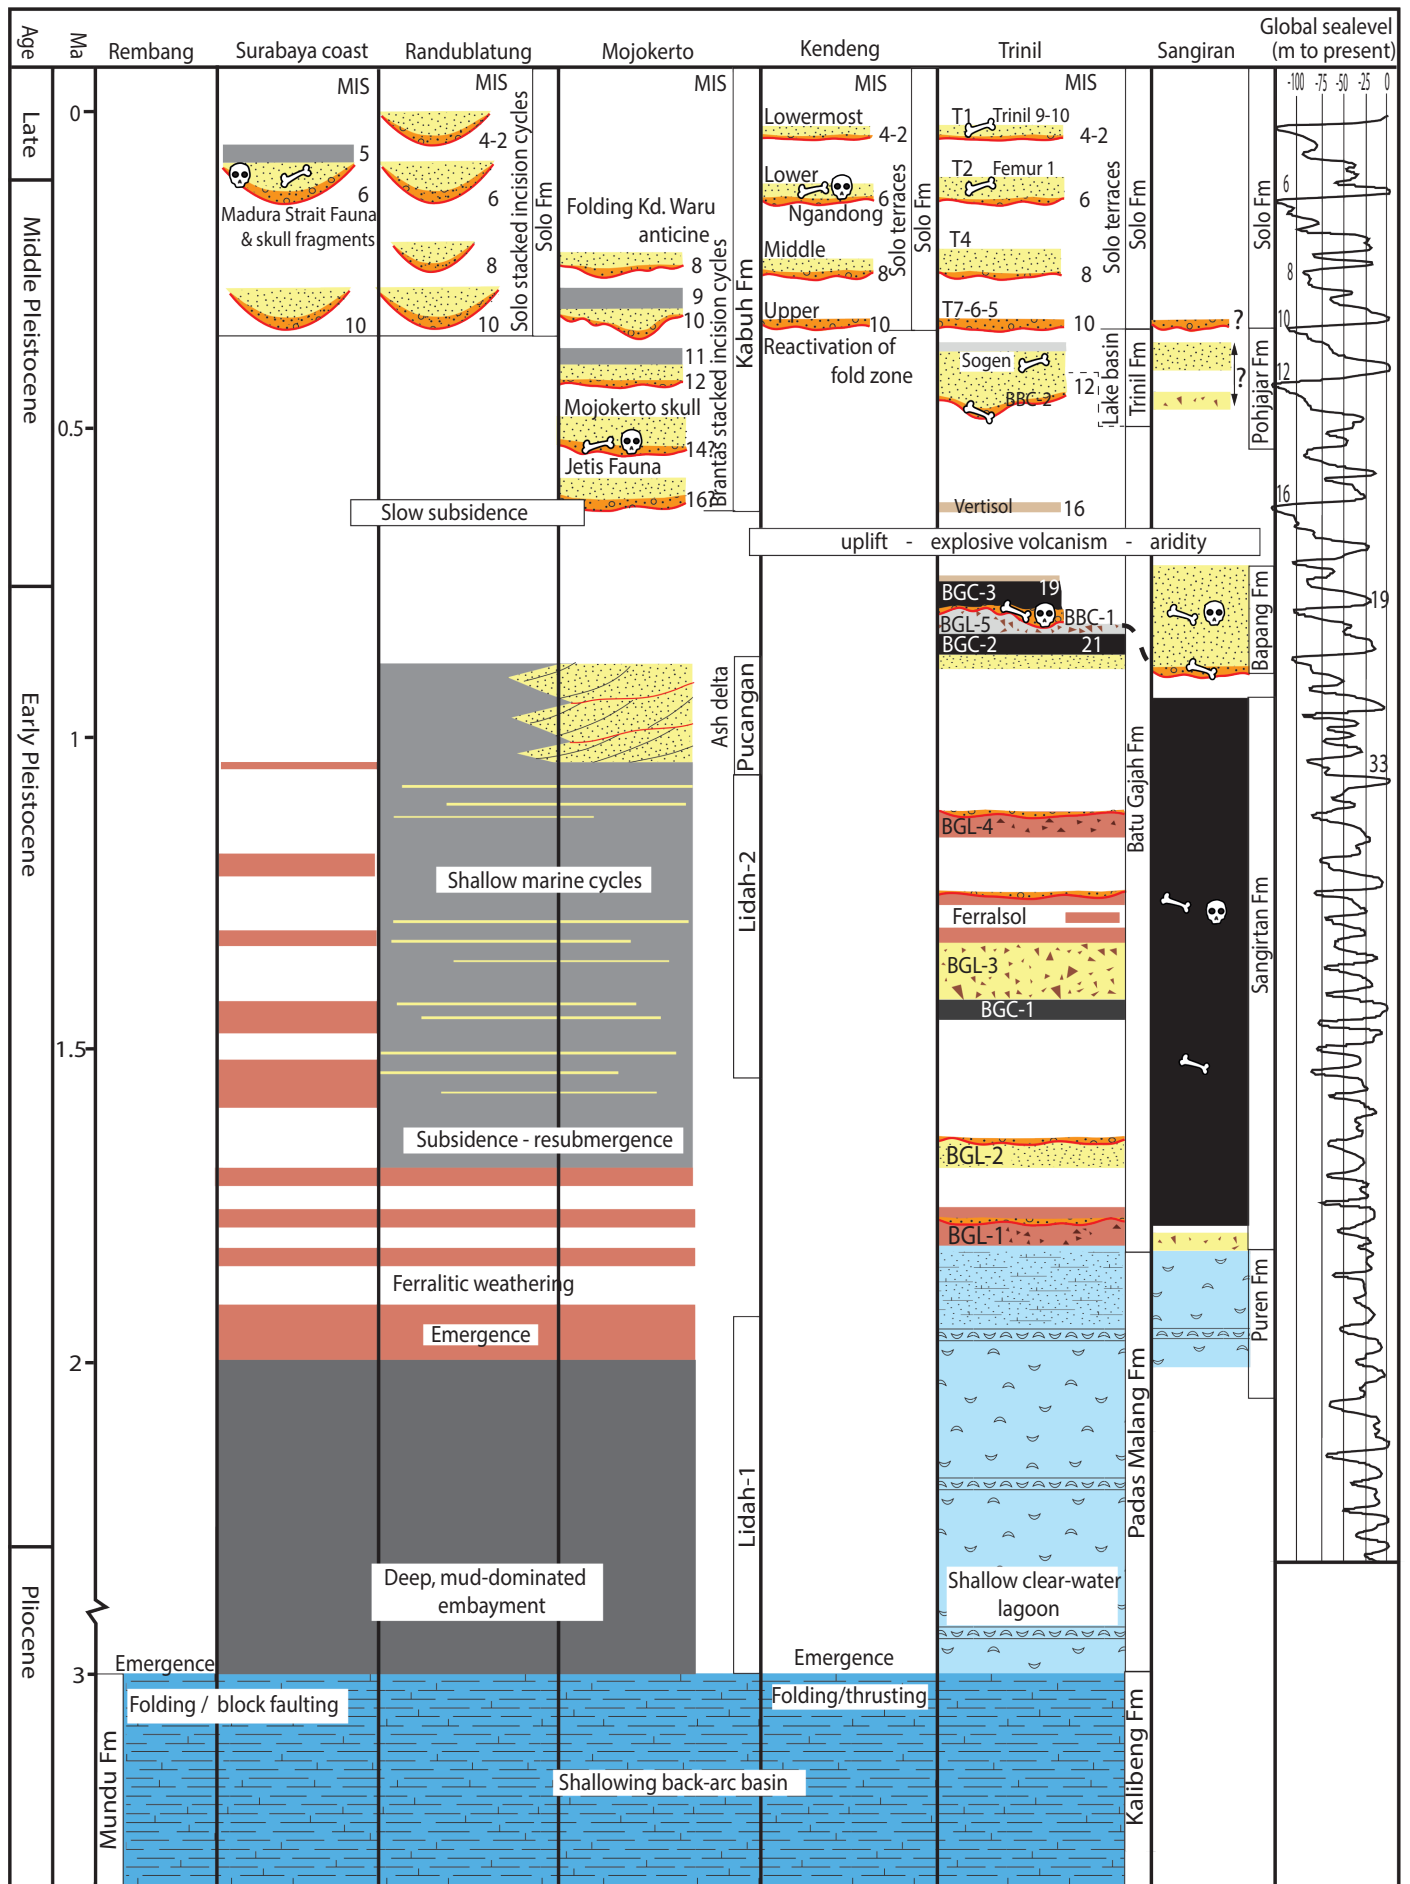 Age
Ma
Rembang
Surabaya coast
Randublatung
Mojokerto
Kendeng
Trinil
Sangiran
Global sealevel
(m to present)
-100 -75 -50 -25 0
Late
Middle Pleistocene
Early Pleistocene
Pliocene
0
0.5
1
1.5
2
3
Emergence
Folding / block faulting
Mundu Fm
MIS
5
6
Madura Strait Fauna
& skull fragments
10
MIS
4-2
6
8
10
Solo stacked incision cycles
Solo Fm
Slow subsidence
MIS
Folding Kd. Waru
anticine
8
9
10
11
12
Mojokerto skull
14?
Jetis Fauna
16?
Brantas stacked incision cycles
Kabuh Fm
Ash delta
Pucangan
Lidah-2
Lidah-1
Shallow marine cycles
Subsidence - resubmergence
Ferralitic weathering
Emergence
Deep, mud-dominated
embayment
Shallowing back-arc basin
MIS
Lowermost
4-2
Lower
6
Ngandong
Middle
8
Upper
10
Reactivation of
fold zone
Solo terraces
Solo Fm
uplift - explosive volcanism - aridity
Emergence
Folding/thrusting
MIS
T1 Trinil 9-10
4-2
T2 Femur 1
6
T4
8
T7-6-5
10
Sogen
12
BBC-2
Vertisol 16
BGC-3 19
BBC-1
BGL-5
BGC-2 21
BGL-4
Ferralsol
BGL-3
BGC-1
BGL-2
BGL-1
Shallow clear-water
lagoon
Solo terraces
Solo Fm
Lake basin
Trinil Fm
Batu Gajah Fm
Padas Malang Fm
Kalibeng Fm
?
?
Solo Fm
Pohjajar Fm
Bapang Fm
Sangirtan Fm
Puren Fm
6
8
10
12
16
19
33